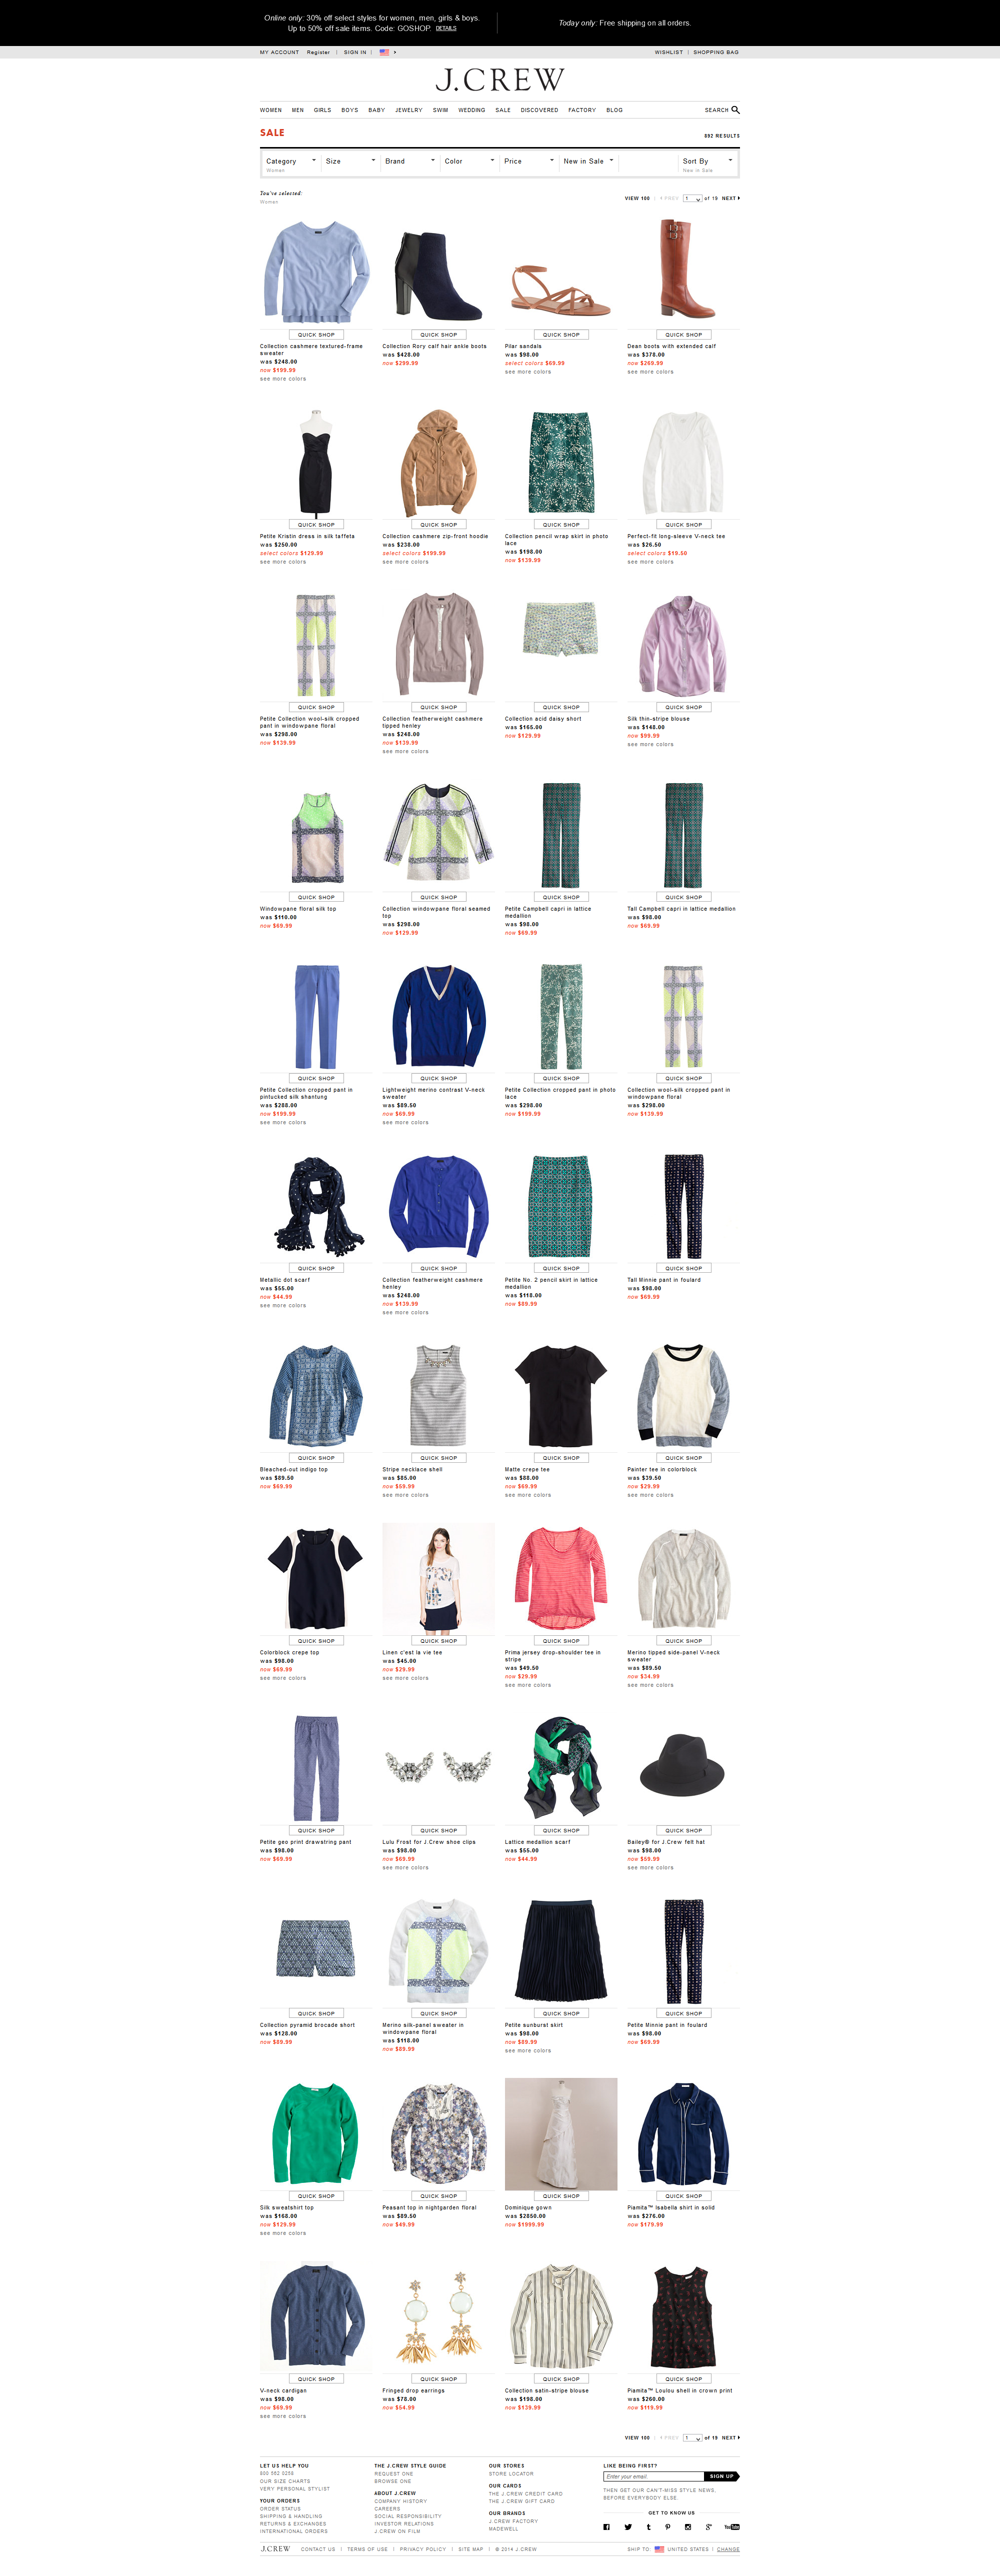 Online only: 30% off select styles for women, men, girls & boys.
Up to 50% off sale items. Code: GOSHOP. DETAILS
Today only: Free shipping on all orders.
MY ACCOUNT Register | SIGN IN |
WISHLIST | SHOPPING BAG
J.CREW
WOMEN MEN GIRLS BOYS BABY JEWELRY SWIM WEDDING SALE DISCOVERED FACTORY BLOG SEARCH
SALE
892 RESULTS
Category Size Brand Color Price New in Sale Sort By
Women New in Sale
You've selected:
Women
VIEW 100 | PREV 1 of 19 NEXT
QUICK SHOP QUICK SHOP QUICK SHOP QUICK SHOP
Collection cashmere textured-frame
sweater
was $248.00
now $199.99
see more colors
Collection Rory calf hair ankle boots
was $428.00
now $299.99
Pilar sandals
was $98.00
select colors $69.99
see more colors
Dean boots with extended calf
was $378.00
now $269.99
see more colors
QUICK SHOP QUICK SHOP QUICK SHOP QUICK SHOP
Petite Kristin dress in silk taffeta
was $250.00
select colors $129.99
see more colors
Collection cashmere zip-front hoodie
was $238.00
select colors $199.99
see more colors
Collection pencil wrap skirt in photo
lace
was $198.00
now $139.99
Perfect-fit long-sleeve V-neck tee
was $26.50
select colors $19.50
see more colors
QUICK SHOP QUICK SHOP QUICK SHOP QUICK SHOP
Petite Collection wool-silk cropped
pant in windowpane floral
was $298.00
now $139.99
Collection featherweight cashmere
tipped henley
was $248.00
now $139.99
see more colors
Collection acid daisy short
was $165.00
now $129.99
Silk thin-stripe blouse
was $148.00
now $99.99
see more colors
QUICK SHOP QUICK SHOP QUICK SHOP QUICK SHOP
Windowpane floral silk top
was $110.00
now $69.99
Collection windowpane floral seamed
top
was $298.00
now $129.99
Petite Campbell capri in lattice
medallion
was $98.00
now $69.99
Tall Campbell capri in lattice medallion
was $98.00
now $69.99
QUICK SHOP QUICK SHOP QUICK SHOP QUICK SHOP
Petite Collection cropped pant in
pintucked silk shantung
was $288.00
now $199.99
see more colors
Lightweight merino contrast V-neck
sweater
was $89.50
now $69.99
see more colors
Petite Collection cropped pant in photo
lace
was $298.00
now $199.99
Collection wool-silk cropped pant in
windowpane floral
was $298.00
now $139.99
QUICK SHOP QUICK SHOP QUICK SHOP QUICK SHOP
Metallic dot scarf
was $55.00
now $44.99
see more colors
Collection featherweight cashmere
henley
was $248.00
now $139.99
see more colors
Petite No. 2 pencil skirt in lattice
medallion
was $118.00
now $89.99
Tall Minnie pant in foulard
was $98.00
now $69.99
QUICK SHOP QUICK SHOP QUICK SHOP QUICK SHOP
Bleached-out indigo top
was $89.50
now $69.99
Stripe necklace shell
was $85.00
now $59.99
see more colors
Matte crepe tee
was $88.00
now $69.99
see more colors
Painter tee in colorblock
was $39.50
now $29.99
see more colors
QUICK SHOP QUICK SHOP QUICK SHOP QUICK SHOP
Colorblock crepe top
was $98.00
now $69.99
see more colors
Linen c'est la vie tee
was $45.00
now $29.99
see more colors
Prima jersey drop-shoulder tee in
stripe
was $49.50
now $29.99
see more colors
Merino tipped side-panel V-neck
sweater
was $89.50
now $34.99
see more colors
QUICK SHOP QUICK SHOP QUICK SHOP QUICK SHOP
Petite geo print drawstring pant
was $98.00
now $69.99
Lulu Frost for J.Crew shoe clips
was $98.00
now $69.99
see more colors
Lattice medallion scarf
was $55.00
now $44.99
Bailey® for J.Crew felt hat
was $98.00
now $59.99
see more colors
QUICK SHOP QUICK SHOP QUICK SHOP QUICK SHOP
Collection pyramid brocade short
was $128.00
now $89.99
Merino silk-panel sweater in
windowpane floral
was $118.00
now $89.99
Petite sunburst skirt
was $98.00
now $89.99
see more colors
Petite Minnie pant in foulard
was $98.00
now $69.99
QUICK SHOP QUICK SHOP QUICK SHOP QUICK SHOP
Silk sweatshirt top
was $168.00
now $129.99
see more colors
Peasant top in nightgarden floral
was $89.50
now $49.99
Dominique gown
was $2850.00
now $1999.99
Piamita™ Isabella shirt in solid
was $276.00
now $179.99
QUICK SHOP QUICK SHOP QUICK SHOP QUICK SHOP
V-neck cardigan
was $98.00
now $69.99
see more colors
Fringed drop earrings
was $78.00
now $54.99
Collection satin-stripe blouse
was $198.00
now $139.99
Piamita™ Loulou shell in crown print
was $260.00
now $119.99
VIEW 100 | PREV 1 of 19 NEXT
LET US HELP YOU
800 562 0258
OUR SIZE CHARTS
VERY PERSONAL STYLIST
YOUR ORDERS
ORDER STATUS
SHIPPING & HANDLING
RETURNS & EXCHANGES
INTERNATIONAL ORDERS
THE J.CREW STYLE GUIDE
REQUEST ONE
BROWSE ONE
ABOUT J.CREW
COMPANY HISTORY
CAREERS
SOCIAL RESPONSIBILITY
INVESTOR RELATIONS
J.CREW ON FILM
OUR STORES
STORE LOCATOR
OUR CARDS
THE J.CREW CREDIT CARD
THE J.CREW GIFT CARD
OUR BRANDS
J.CREW FACTORY
MADEWELL
LIKE BEING FIRST?
Enter your email. SIGN UP
THEN GET OUR CAN'T-MISS STYLE NEWS,
BEFORE EVERYBODY ELSE.
GET TO KNOW US
YouTube
J.CREW CONTACT US | TERMS OF USE | PRIVACY POLICY | SITE MAP | © 2014 J.CREW
SHIP TO: UNITED STATES | CHANGE